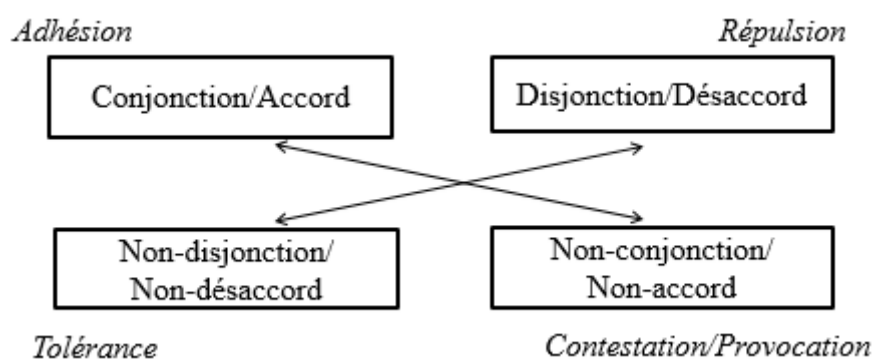 Adhésion
Répulsion
Conjonction/Accord
Disjonction/Désaccord
Non-disjonction/
Non-désaccord
Non-conjonction/
Non-accord
Tolérance
Contestation/Provocation